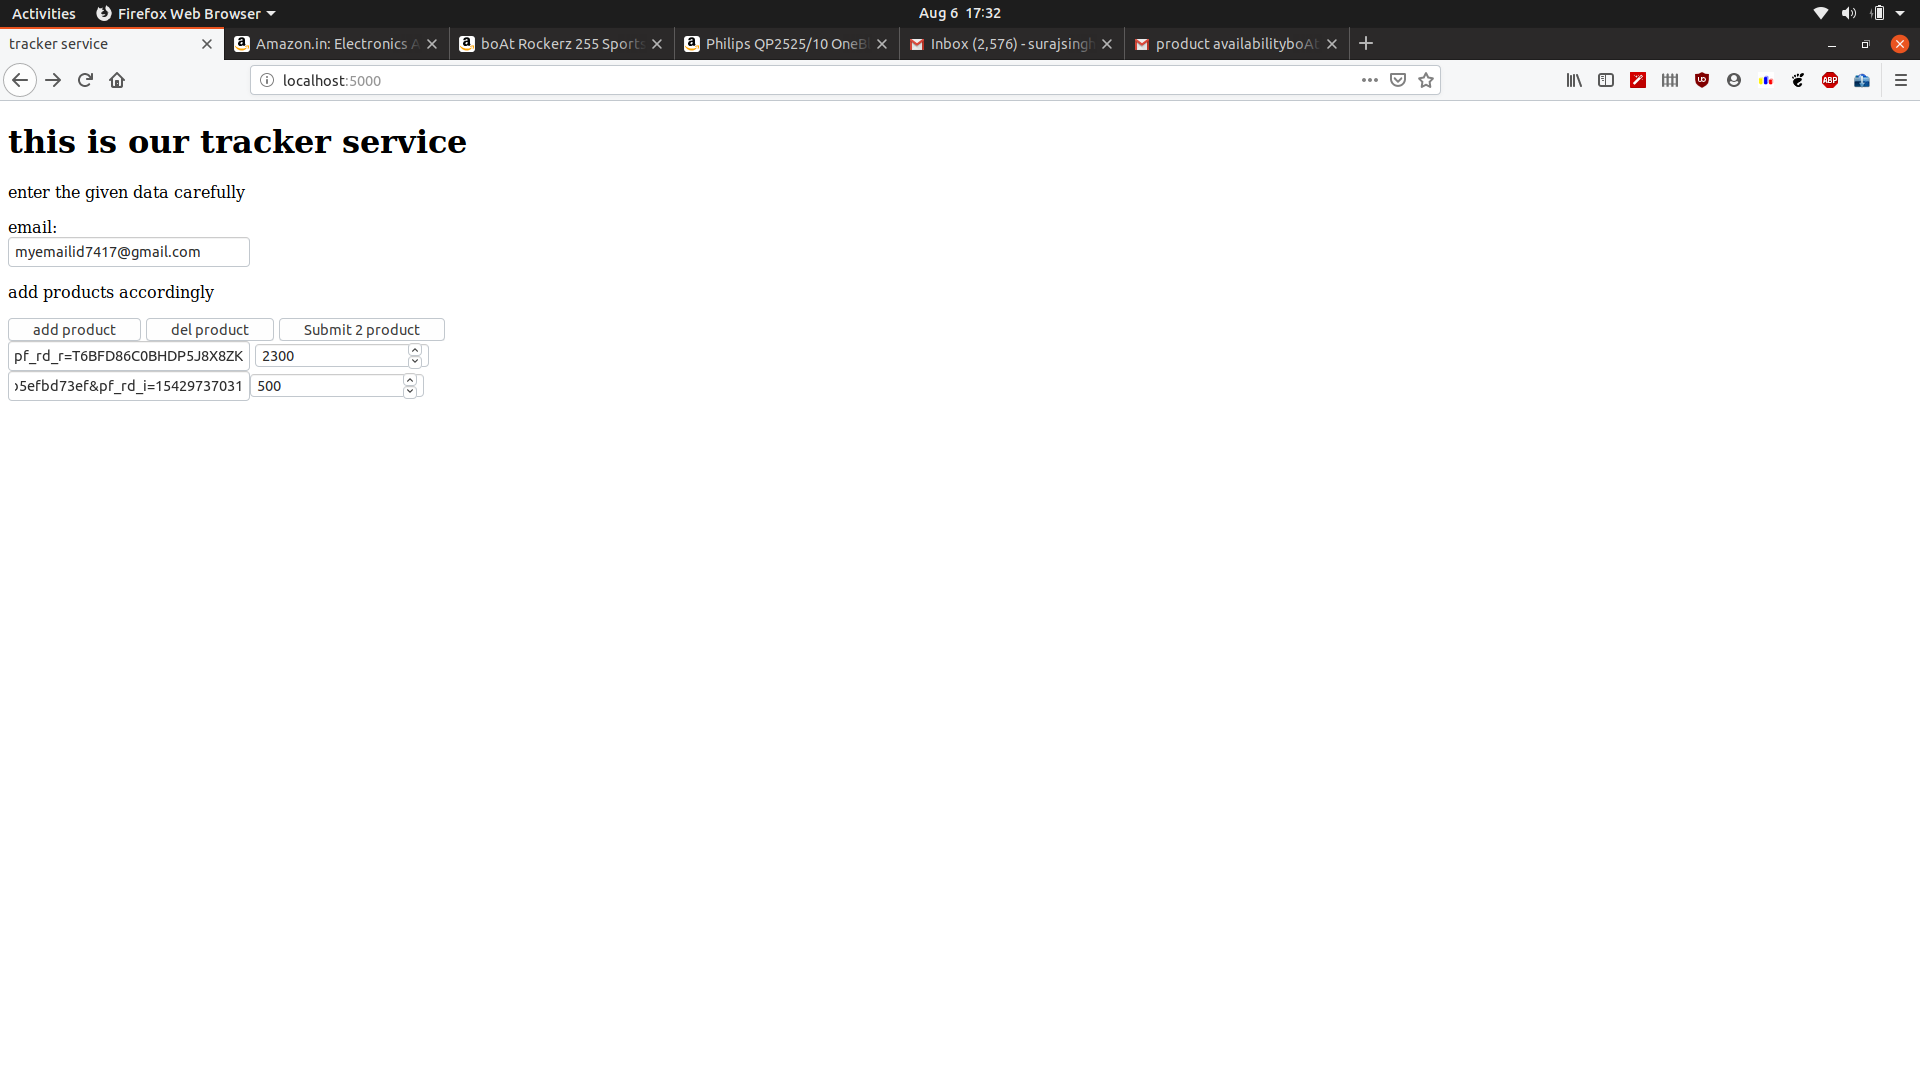 Activities Firefox Web Browser Aug 6 17:32
tracker service Amazon.in: Electronics A boAt Rockerz 255 Sports Philips QP2525/10 OneBl Inbox (2,576) - surajsingh product availabilityboAt
localhost:5000
this is our tracker service
enter the given data carefully
email:
myemailid7417@gmail.com
add products accordingly
add product del product Submit 2 product
pf_rd_r=T6BFD86C0BHDP5J8X8ZK 2300
5efbd73ef&pf_rd_i=15429737031 500